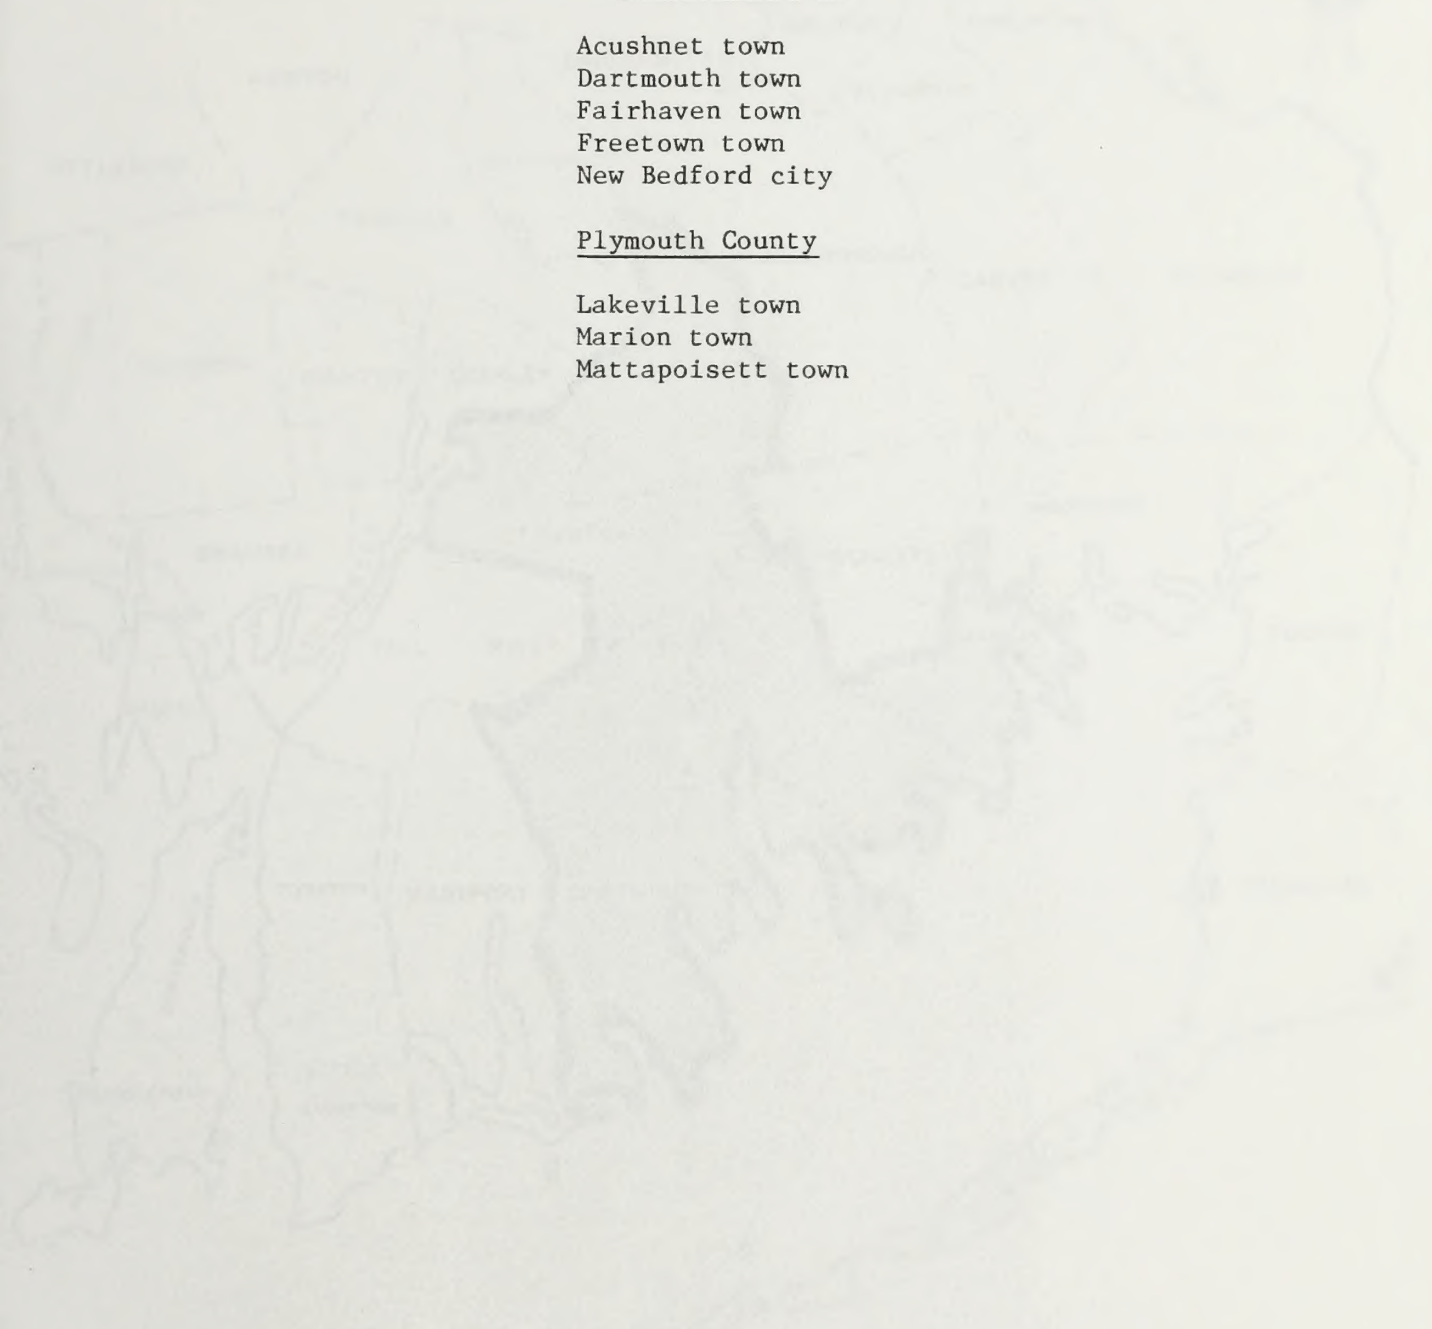 Acushnet town
Dartmouth town
Fairhaven town
Freetown town
New Bedford city
Plymouth County
Lakeville town
Marion town
Mattapoisett town